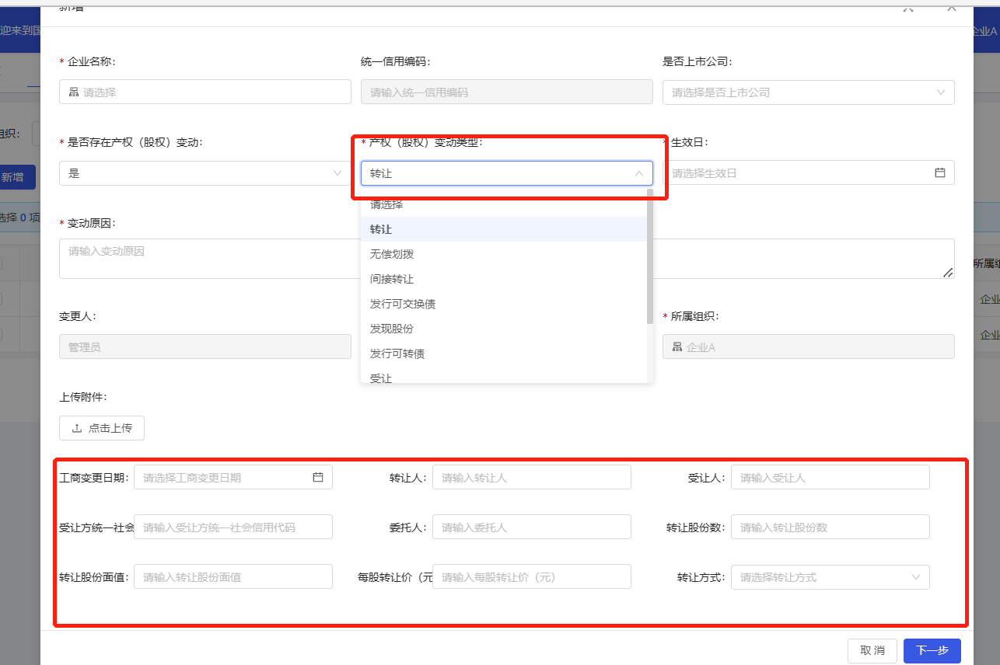 新增
迎来到国
企业A
* 企业名称:
统一信用编码:
是否上市公司:
请选择
请输入统一信用编码
请选择是否上市公司
组织:
* 是否存在产权（股权）变动:
* 产权（股权）变动类型:
* 生效日:
是
转让
请选择生效日
新增
请选择
选择 0 项
* 变动原因:
转让
请输入变动原因
无偿划拨
所属组
间接转让
企业
发行可交换债
变更人:
* 所属组织:
发现股份
企业
管理员
企业A
发行可转债
受让
上传附件:
点击上传
工商变更日期:
请选择工商变更日期
转让人:
请输入转让人
受让人:
请输入受让人
受让方统一社会
请输入受让方统一社会信用代码
委托人:
请输入委托人
转让股份数:
请输入转让股份数
转让股份面值:
请输入转让股份面值
每股转让价（元
请输入每股转让价（元）
转让方式:
请选择转让方式
取 消
下一步